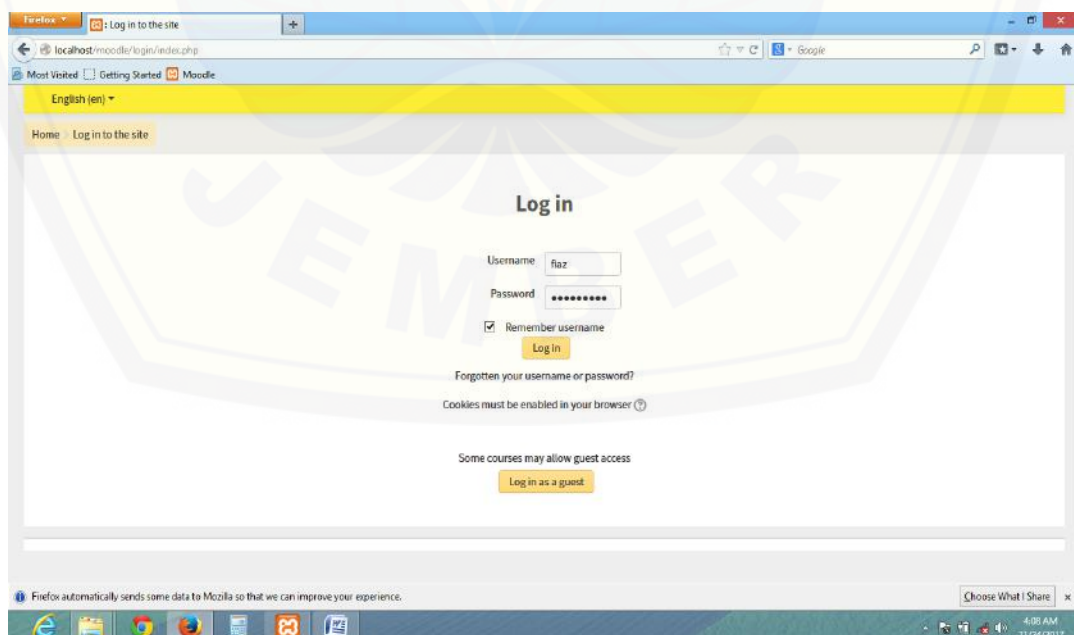 Firefox
: Log in to the site
localhost/moodle/login/index.php
Google
Most Visited Getting Started Moodle
English (en)
Home Log in to the site
JEMBER
Log in
Username fiaz
Password
Remember username
Log in
Forgotten your username or password?
Cookies must be enabled in your browser
Some courses may allow guest access
Log in as a guest
Firefox automatically sends some data to Mozilla so that we can improve your experience.
Choose What I Share
4:08 AM